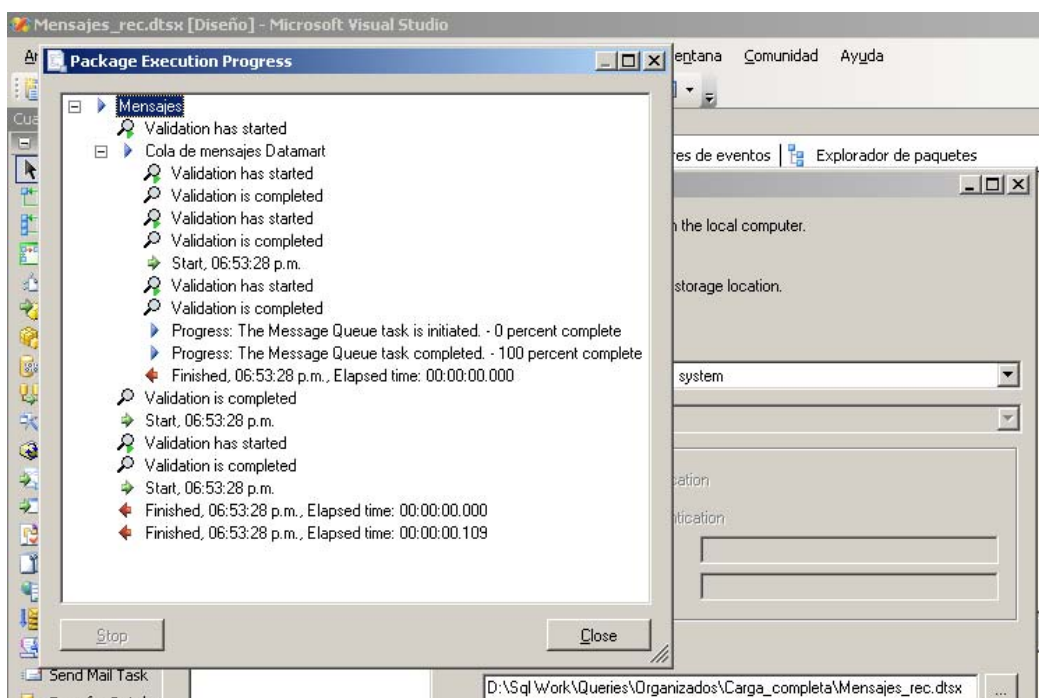 Mensajes_rec.dtsx [Diseño] - Microsoft Visual Studio
Package Execution Progress
entana Comunidad Ayuda
Mensajes
Validation has started
Cola de mensajes Datamart
Validation has started
Validation is completed
Validation has started
Validation is completed
Start, 06:53:28 p.m.
Validation has started
Validation is completed
Progress: The Message Queue task is initiated. - 0 percent complete
Progress: The Message Queue task completed. - 100 percent complete
Finished, 06:53:28 p.m., Elapsed time: 00:00:00.000
Validation is completed
Start, 06:53:28 p.m.
Validation has started
Validation is completed
Start, 06:53:28 p.m.
Finished, 06:53:28 p.m., Elapsed time: 00:00:00.000
Finished, 06:53:28 p.m., Elapsed time: 00:00:00.109
Stop
Close
res de eventos Explorador de paquetes
the local computer.
storage location.
system
cation
ntication
Send Mail Task
D:\Sql Work\Queries\Organizados\Carga_completa\Mensajes_rec.dtsx ...